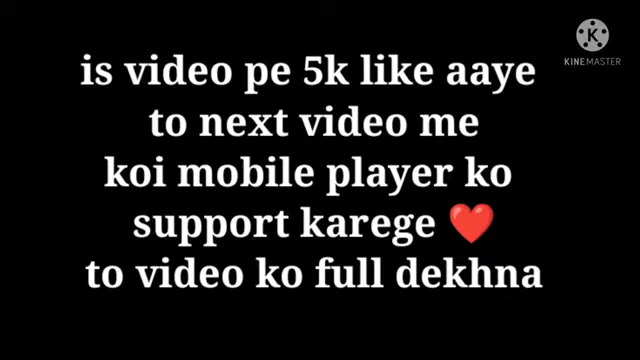 K
KINEMASTER
is video pe 5k like aaye
to next video me
koi mobile player ko
support karege ❤️
to video ko full dekhna